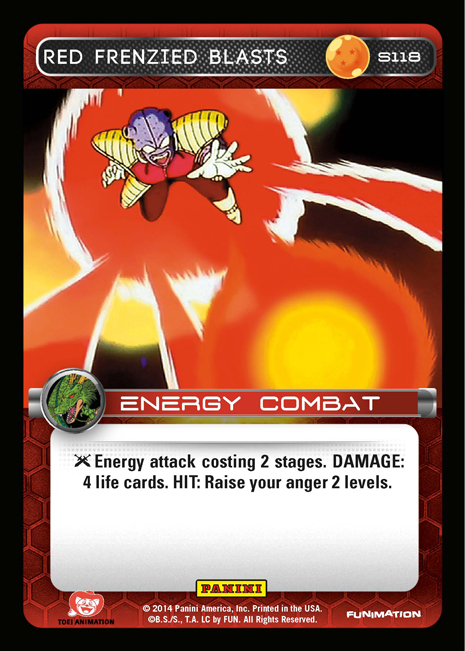 RED FRENZIED BLASTS
S118
ENERGY COMBAT
Energy attack costing 2 stages. DAMAGE:
4 life cards. HIT: Raise your anger 2 levels.
PANINI
TOEI ANIMATION
© 2014 Panini America, Inc. Printed in the USA.
©B.S./S., T.A. LC by FUN. All Rights Reserved.
FUNIMATION